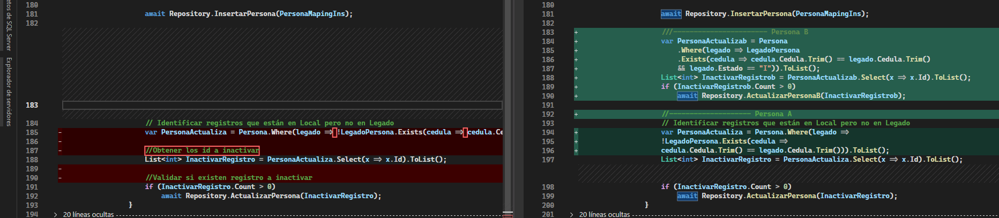 etos de SQL Server
Explorador de servidores
180
181 await Repository.InsertarPersona(PersonaMapingIns);
182
183
184 // Identificar registros que están en Local pero no en Legado
185 - var PersonaActualiza = Persona.Where(legado => !LegadoPersona.Exists(cedula => cedula.Ce
186 -
187 - //Obtener los id a inactivar
188 List<int> InactivarRegistro = PersonaActualiza.Select(x => x.Id).ToList();
189 -
190 - //Validar si existen registro a inactivar
191 if (InactivarRegistro.Count > 0)
192 await Repository.ActualizarPersona(InactivarRegistro);
193 }
194 > 20 líneas ocultas
180
181 await Repository.InsertarPersona(PersonaMapingIns);
182
183 + ///----------------------- Persona B
184 + var PersonaActualizab = Persona
185 + .Where(legado => LegadoPersona
186 + .Exists(cedula => cedula.Cedula.Trim() == legado.Cedula.Trim()
187 + && legado.Estado == "I")).ToList();
188 + List<int> InactivarRegistrob = PersonaActualizab.Select(x => x.Id).ToList();
189 + if (InactivarRegistrob.Count > 0)
190 + await Repository.ActualizarPersonaB(InactivarRegistrob);
191
192 + //-------------------- Persona A
193 // Identificar registros que están en Local pero no en Legado
194 + var PersonaActualiza = Persona.Where(legado =>
195 + !LegadoPersona.Exists(cedula =>
196 + cedula.Cedula.Trim() == legado.Cedula.Trim())).ToList();
197 List<int> InactivarRegistro = PersonaActualiza.Select(x => x.Id).ToList();
198 if (InactivarRegistro.Count > 0)
199 await Repository.ActualizarPersona(InactivarRegistro);
200 }
201 > 20 líneas ocultas